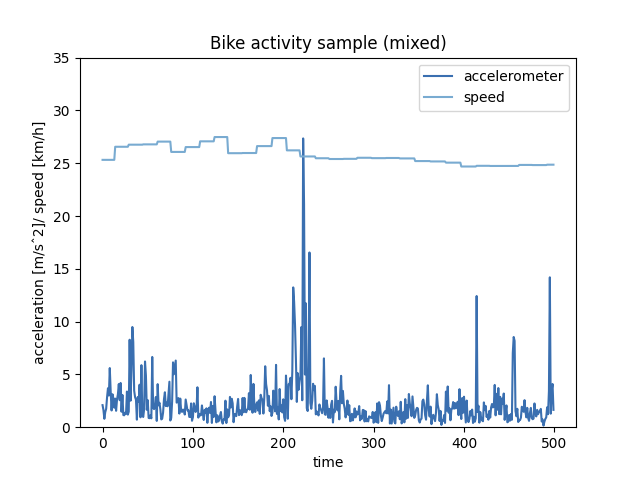 Bike activity sample (mixed)
accelerometer
speed
35
30
25
20
15
10
5
0
acceleration [m/sˆ2]/ speed [km/h]
0 100 200 300 400 500
time